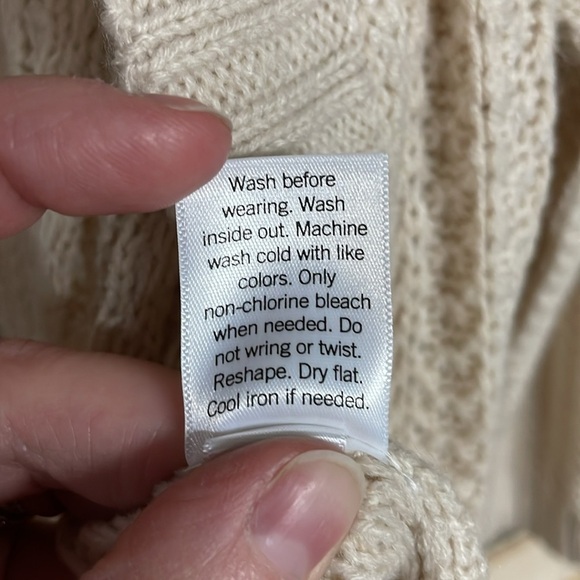 Wash before
wearing. Wash
inside out. Machine
wash cold with like
colors. Only
non-chlorine bleach
when needed. Do
not wring or twist.
Reshape. Dry flat.
Cool iron if needed.